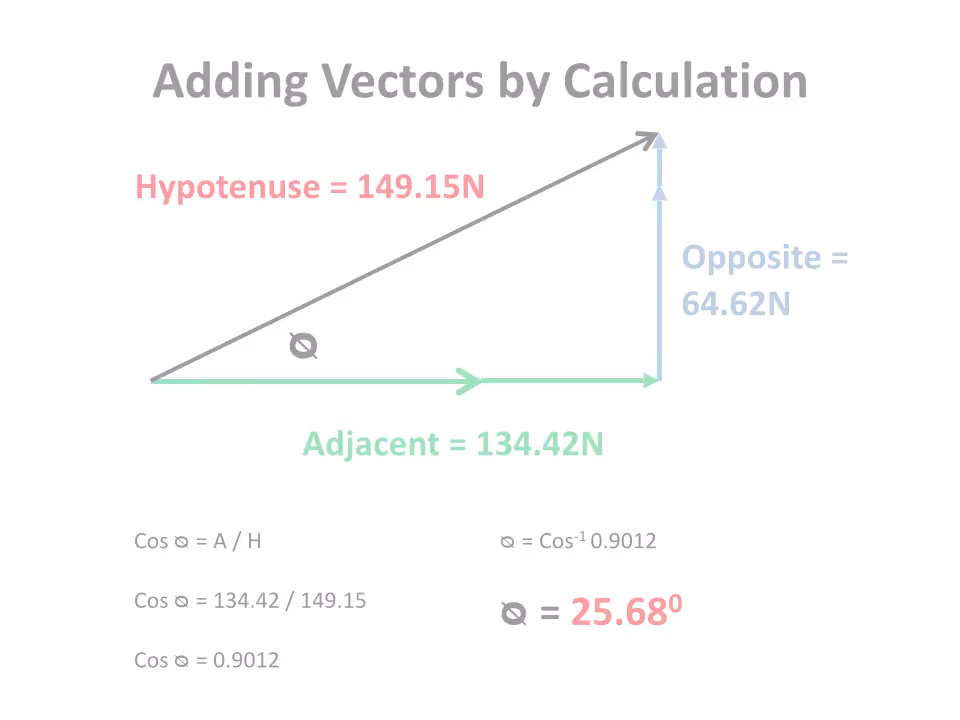 Adding Vectors by Calculation
Hypotenuse = 149.15N
Opposite =
64.62N
ᴓ
Adjacent = 134.42N
Cos ᴓ = A / H
ᴓ = Cos⁻¹ 0.9012
Cos ᴓ = 134.42 / 149.15
ᴓ = 25.68⁰
Cos ᴓ = 0.9012